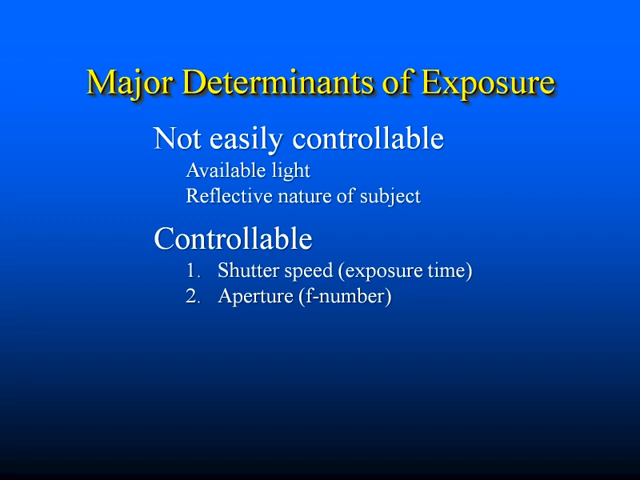 Major Determinants of Exposure
Not easily controllable
Available light
Reflective nature of subject
Controllable
1. Shutter speed (exposure time)
2. Aperture (f-number)